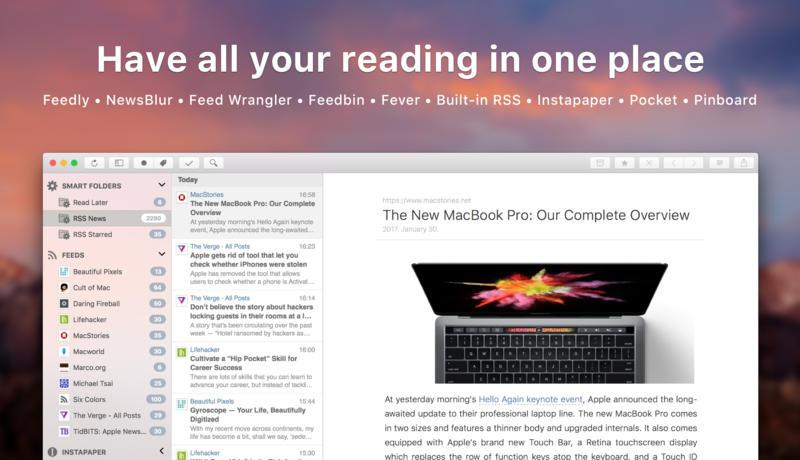 Have all your reading in one place
Feedly • NewsBlur • Feed Wrangler • Feedbin • Fever • Built-in RSS • Instapaper • Pocket • Pinboard
SMART FOLDERS
Read Later 6
RSS News 2290
RSS Starred 35
FEEDS
Beautiful Pixels 13
Cult of Mac 64
Daring Fireball 50
Lifehacker 30
MacStories 35
Macworld 30
Marco.org 6
Michael Tsai 25
Six Colors 100
The Verge - All Posts 29
TidBITS: Apple News... 30
INSTAPAPER
Today
MacStories 16:58
The New MacBook Pro: Our Complete
Overview
At yesterday morning's Hello Again keynote
event, Apple announced the long-awaited...
The Verge - All Posts 16:23
Apple gets rid of tool that let you
check whether iPhones were stolen
Apple has removed the tool that allows
users to check whether a phone is Activat...
The Verge - All Posts 16:14
Don't believe the story about hackers
locking guests in their rooms at a l...
A story that's been circulating over the past
week — "Hotel ransomed by hackers as...
Lifehacker 16:00
Cultivate a "Hip Pocket" Skill for
Career Success
There are lots of skills that you can learn to
advance your career, but instead of tackli...
Beautiful Pixels 15:44
Gyroscope — Your Life, Beautifully
Digitized
With my recent move across continents, my
life has become a bit, shall we say, 'sede...
Lifehacker 15:30
https://www.macstories.net
The New MacBook Pro: Our Complete Overview
2017. January 30.
At yesterday morning's Hello Again keynote event, Apple announced the long-
awaited update to their professional laptop line. The new MacBook Pro comes
in two sizes and features a thinner body and upgraded internals. It also comes
equipped with Apple's brand new Touch Bar, a Retina touchscreen display
which replaces the row of function keys atop the keyboard, and a Touch ID